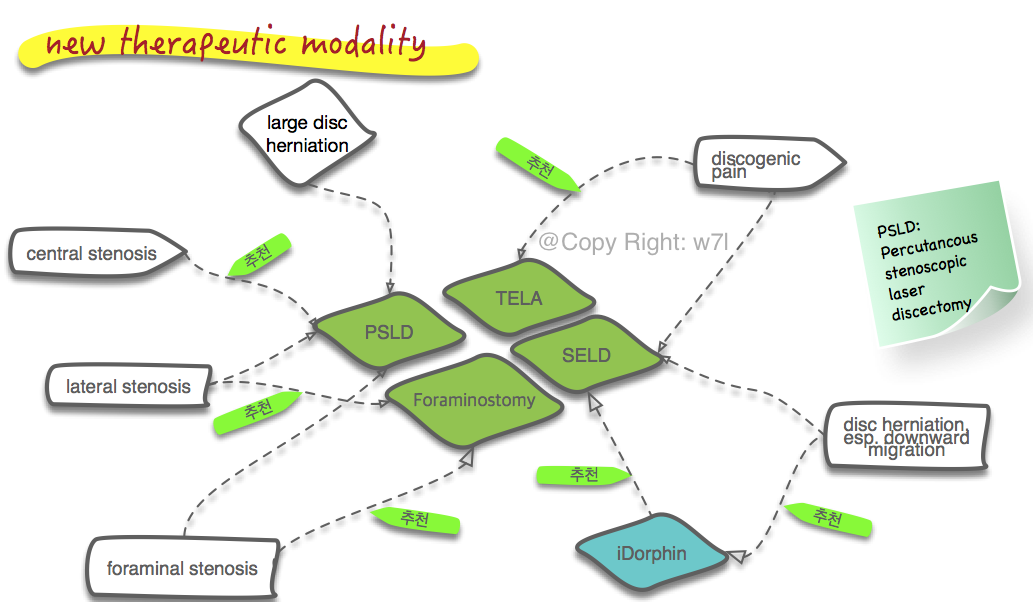 new therapeutic modality
large disc
herniation
추천
discogenic
pain
@Copy Right: w7l
PSLD:
Percutancous
stenoscopic
laser
discectomy
central stenosis
추천
TELA
PSLD
SELD
lateral stenosis
추천
Foraminostomy
disc herniation,
esp. downward
migration
추천
추천
추천
iDorphin
foraminal stenosis